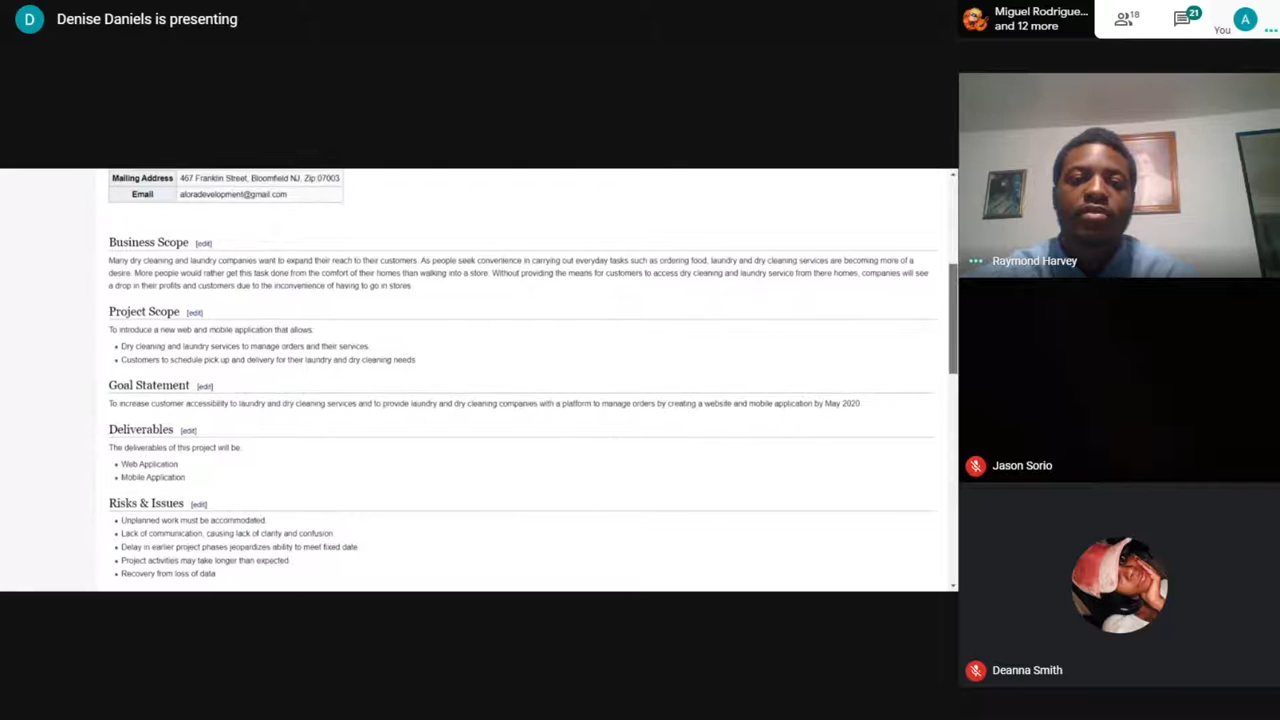 D Denise Daniels is presenting
Miguel Rodrigue...
and 12 more
18
21
You
A
Mailing Address 467 Franklin Street, Bloomfield NJ, Zip 07003
Email aloradevelopment@gmail.com
Business Scope [edit]
Many dry cleaning and laundry companies want to expand their reach to their customers. As people seek convenience in carrying out everyday tasks such as ordering food, laundry and dry cleaning services are becoming more of a
desire. More people would rather get this task done from the comfort of their homes than walking into a store. Without providing the means for customers to access dry cleaning and laundry service from there homes, companies will see
a drop in their profits and customers due to the inconvenience of having to go in stores.
Project Scope [edit]
To introduce a new web and mobile application that allows:
• Dry cleaning and laundry services to manage orders and their services.
• Customers to schedule pick up and delivery for their laundry and dry cleaning needs
Goal Statement [edit]
To increase customer accessibility to laundry and dry cleaning services and to provide laundry and dry cleaning companies with a platform to manage orders by creating a website and mobile application by May 2020.
Deliverables [edit]
The deliverables of this project will be:
• Web Application
• Mobile Application
Risks & Issues [edit]
• Unplanned work must be accommodated
• Lack of communication, causing lack of clarity and confusion
• Delay in earlier project phases jeopardizes ability to meet fixed date
• Project activities may take longer than expected
• Recovery from loss of data
Raymond Harvey
Jason Sorio
Deanna Smith